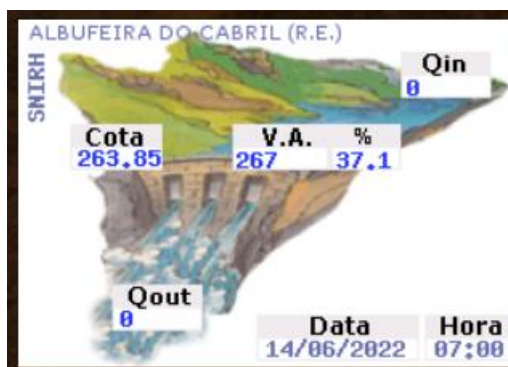 ALBUFEIRA DO CABRIL (R.E.)
SNIRH
Qin
0
Cota
263.85
V.A. %
267 37.1
Qout
0
Data Hora
14/06/2022 07:00